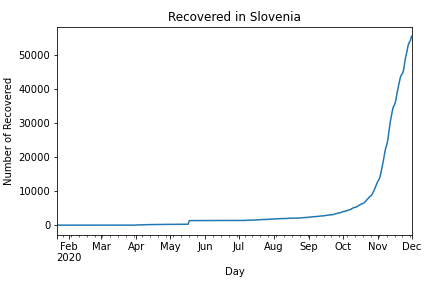 Recovered in Slovenia
Number of Recovered
50000
40000
30000
20000
10000
0
Feb Mar Apr May Jun Jul Aug Sep Oct Nov Dec
2020
Day